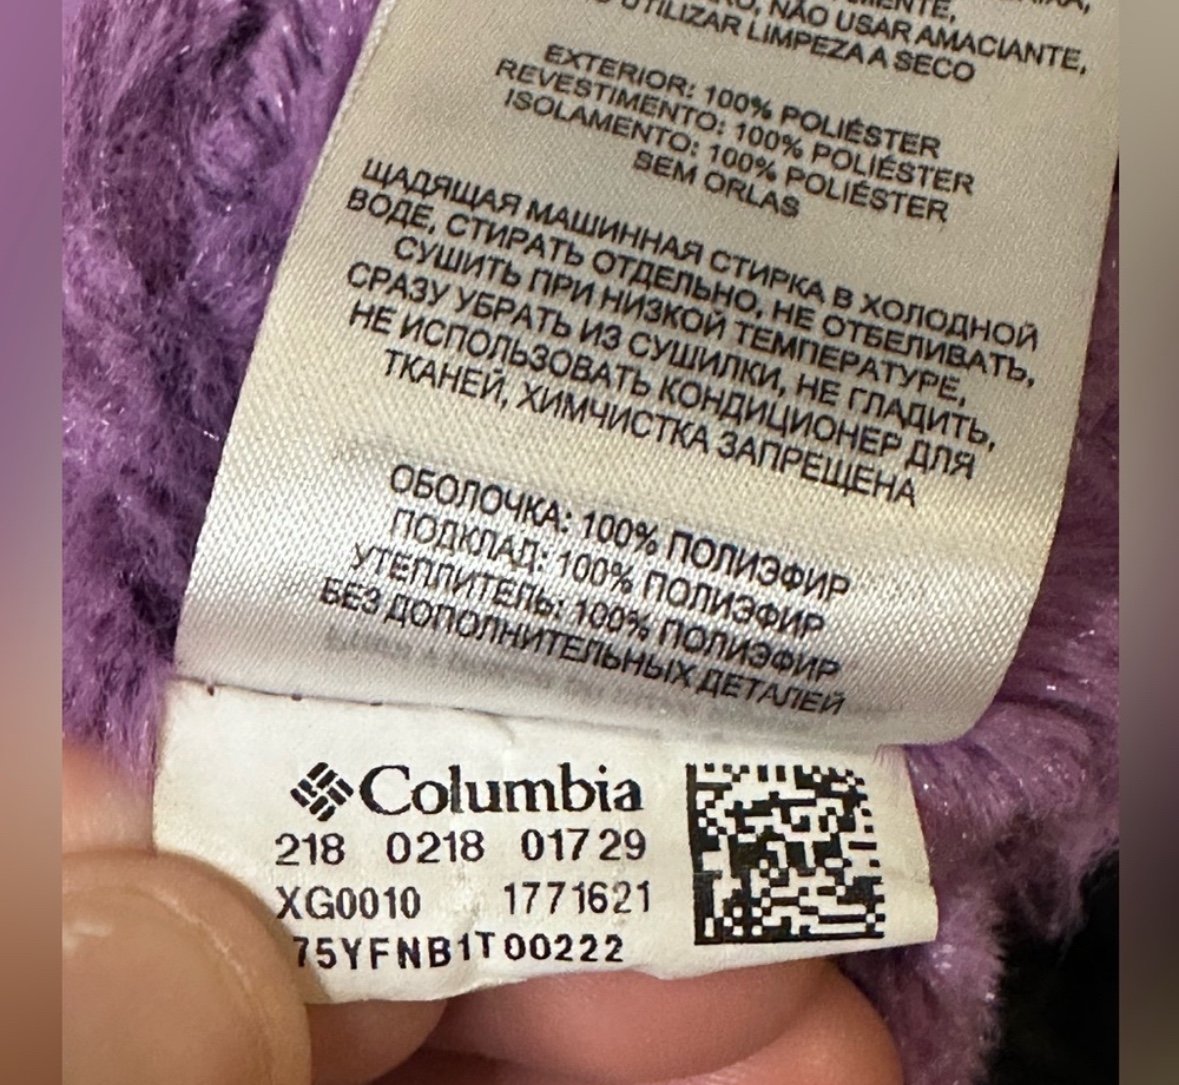 NÃO USAR AMACIANTE,
UTILIZAR LIMPEZA A SECO
EXTERIOR: 100% POLIÉSTER
REVESTIMENTO: 100% POLIÉSTER
ISOLAMENTO: 100% POLIÉSTER
SEM ORLAS
ЩАДЯЩАЯ МАШИННАЯ СТИРКА В ХОЛОДНОЙ
ВОДЕ, СТИРАТЬ ОТДЕЛЬНО, НЕ ОТБЕЛИВАТЬ,
СУШИТЬ ПРИ НИЗКОЙ ТЕМПЕРАТУРЕ,
СРАЗУ УБРАТЬ ИЗ СУШИЛКИ, НЕ ГЛАДИТЬ,
НЕ ИСПОЛЬЗОВАТЬ КОНДИЦИОНЕР ДЛЯ
ТКАНЕЙ, ХИМЧИСТКА ЗАПРЕЩЕНА
ОБОЛОЧКА: 100% ПОЛИЭФИР
ПОДКЛАД: 100% ПОЛИЭФИР
УТЕПЛИТЕЛЬ: 100% ПОЛИЭФИР
БЕЗ ДОПОЛНИТЕЛЬНЫХ ДЕТАЛЕЙ
Columbia
218 0218 01729
XG0010 1771621
75YFNB1T00222